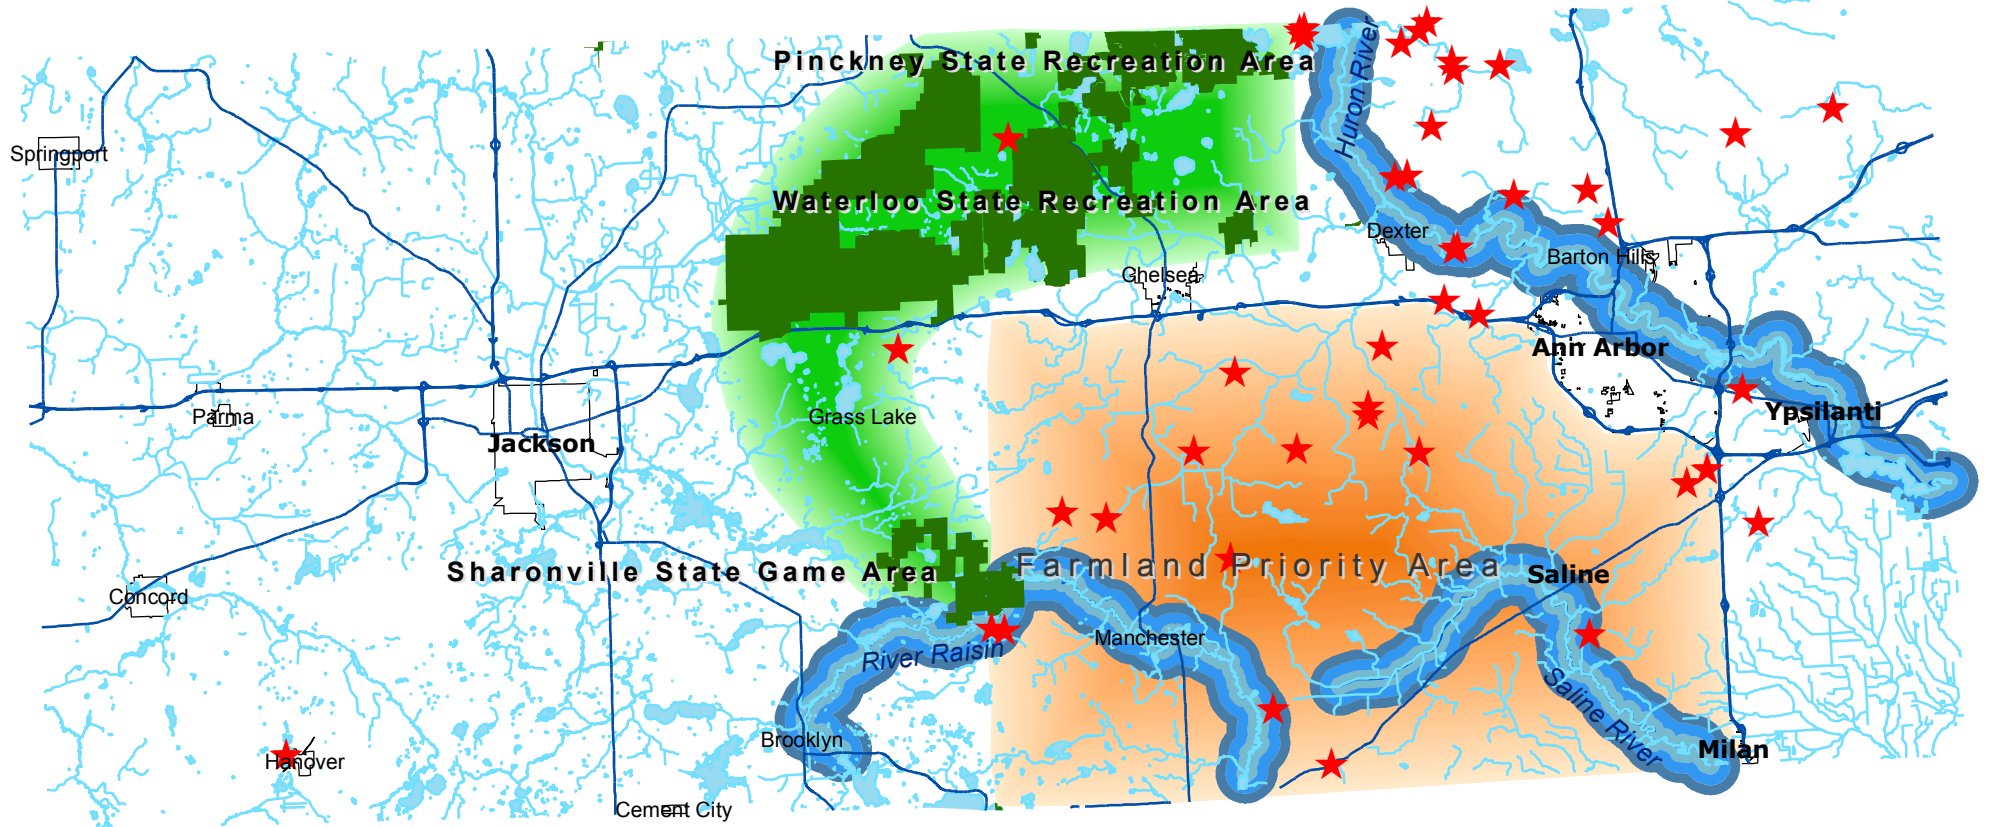 Pinckney State Recreation Area
Huron River
Springport
Waterloo State Recreation Area
Dexter
Barton Hills
Chelsea
Ann Arbor
Grass Lake
Parma
Ypsilanti
Jackson
Farmland Priority Area
Sharonville State Game Area
Saline
Concord
Manchester
River Raisin
Saline River
Brooklyn
Milan
Hanover
Cement City